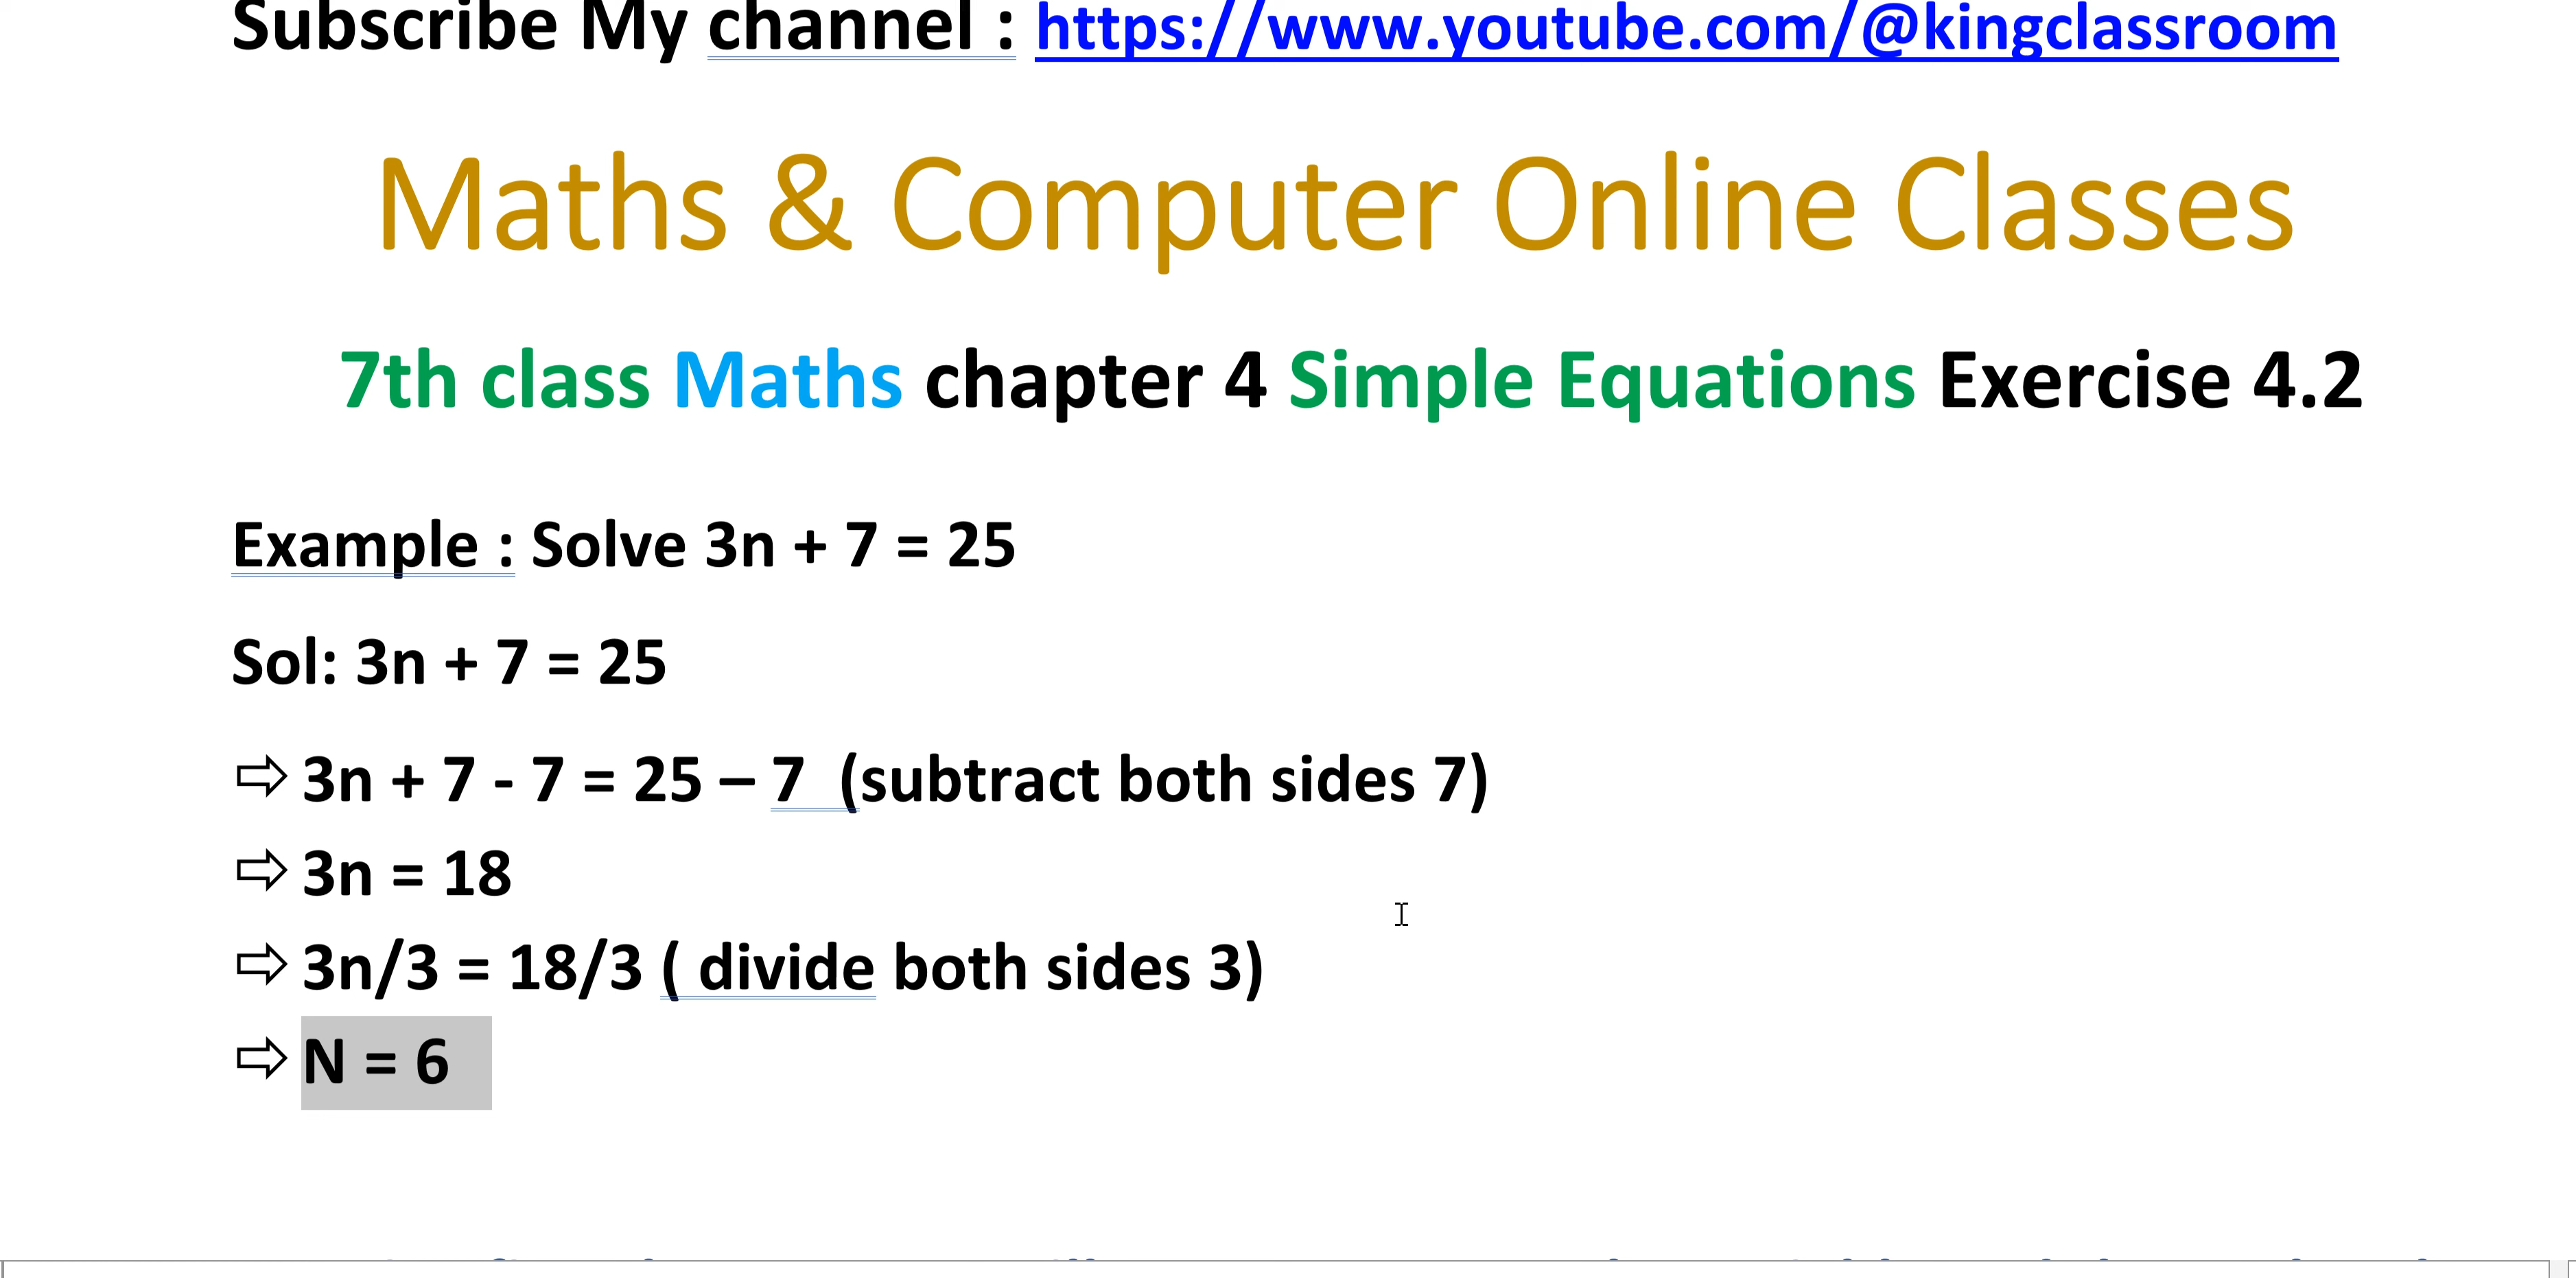 Subscribe My channel : https://www.youtube.com/@kingclassroom
Maths & Computer Online Classes
7th class Maths chapter 4 Simple Equations Exercise 4.2
Example : Solve 3n + 7 = 25
Sol: 3n + 7 = 25
⇨ 3n + 7 - 7 = 25 – 7  (subtract both sides 7)
⇨ 3n = 18
⇨ 3n/3 = 18/3 ( divide both sides 3)
⇨ N = 6